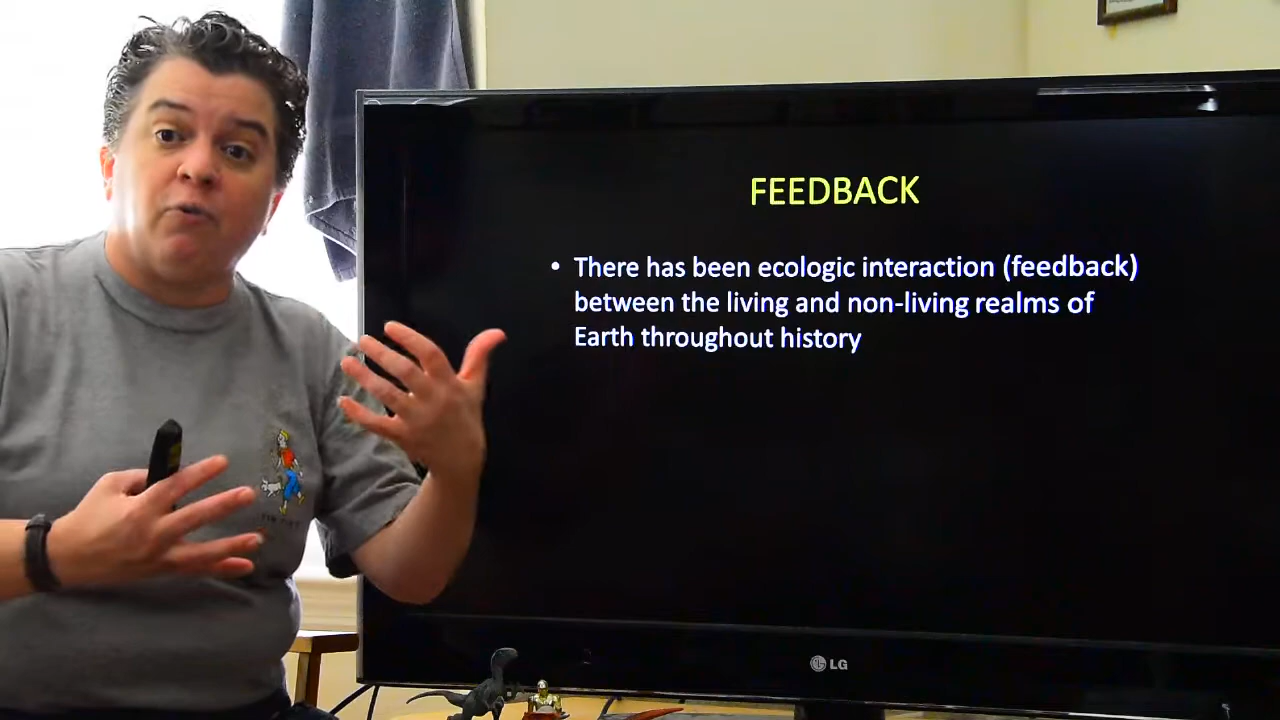 FEEDBACK
• There has been ecologic interaction (feedback)
between the living and non-living realms of
Earth throughout history
LG